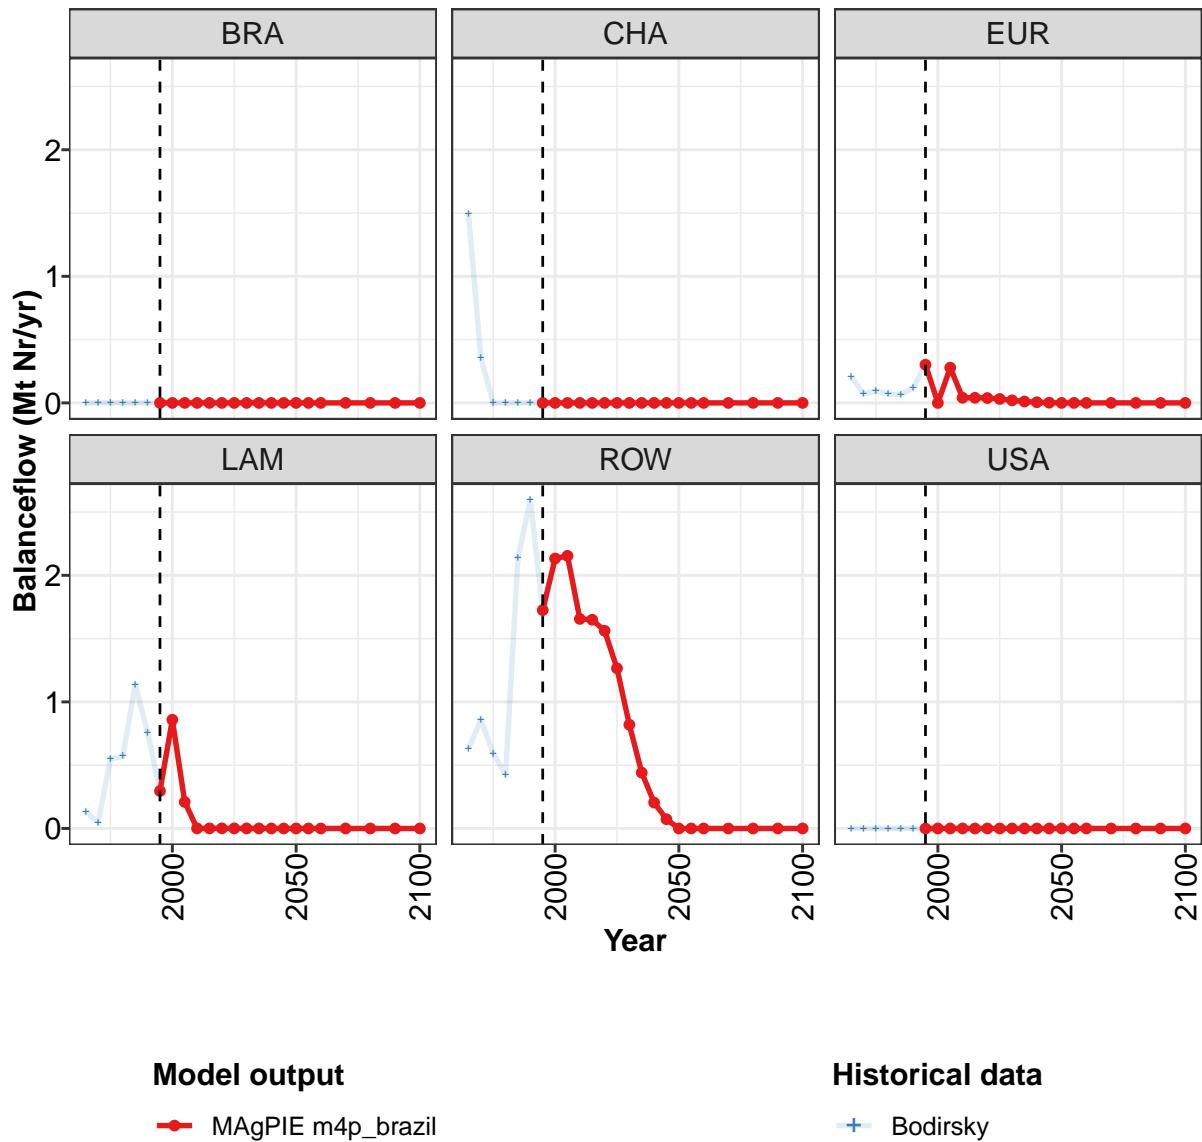 BRA CHA EUR
2
1
0
LAM ROW USA
2
1
0
Balanceflow (Mt Nr/yr)
2000 2050 2100 2000 2050 2100 2000 2050 2100
Year
Model output Historical data
MAgPIE m4p_brazil Bodirsky